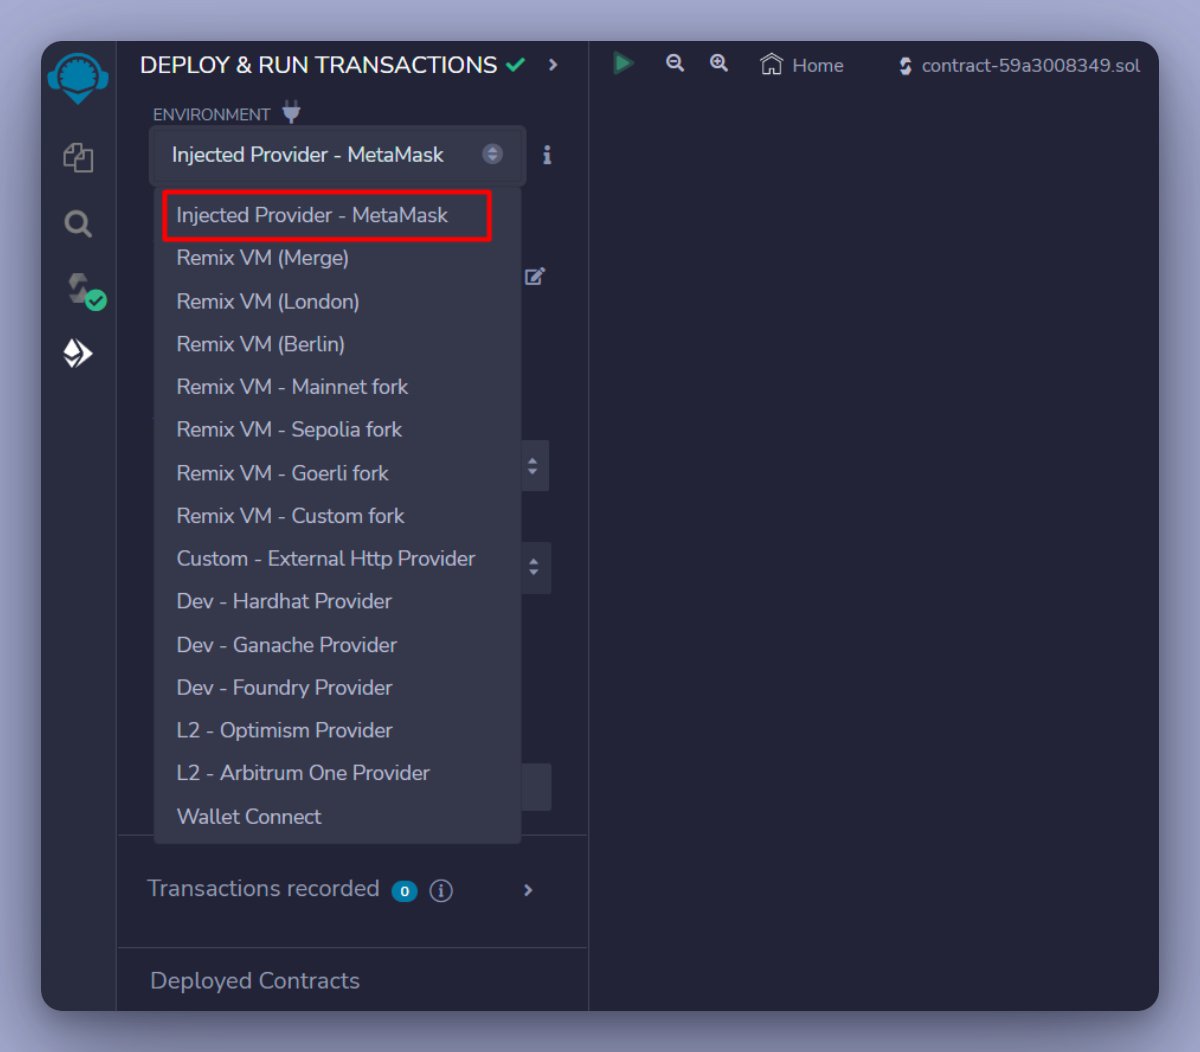 DEPLOY & RUN TRANSACTIONS
Home
contract-59a3008349.sol
ENVIRONMENT
Injected Provider - MetaMask
i
Injected Provider - MetaMask
Remix VM (Merge)
Remix VM (London)
Remix VM (Berlin)
Remix VM - Mainnet fork
Remix VM - Sepolia fork
Remix VM - Goerli fork
Remix VM - Custom fork
Custom - External Http Provider
Dev - Hardhat Provider
Dev - Ganache Provider
Dev - Foundry Provider
L2 - Optimism Provider
L2 - Arbitrum One Provider
Wallet Connect
Transactions recorded 0 i
Deployed Contracts